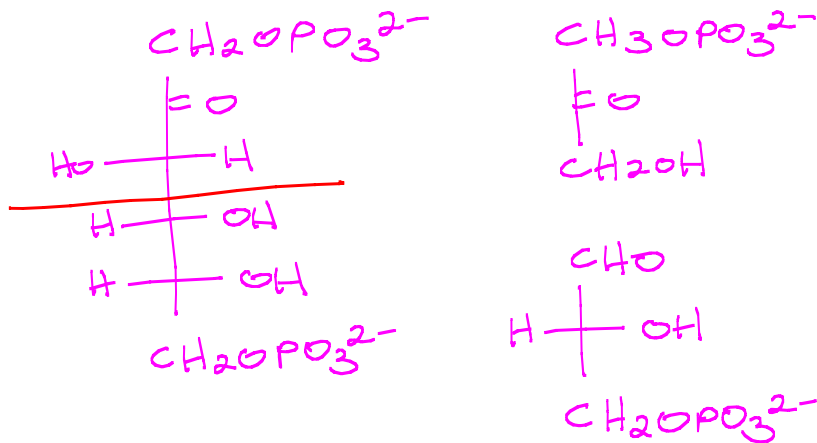 CH2OPO3 2-
=O
HO H
H OH
H OH
CH2OPO3 2-
CH3OPO3 2-
=O
CH2OH
CHO
H OH
CH2OPO3 2-